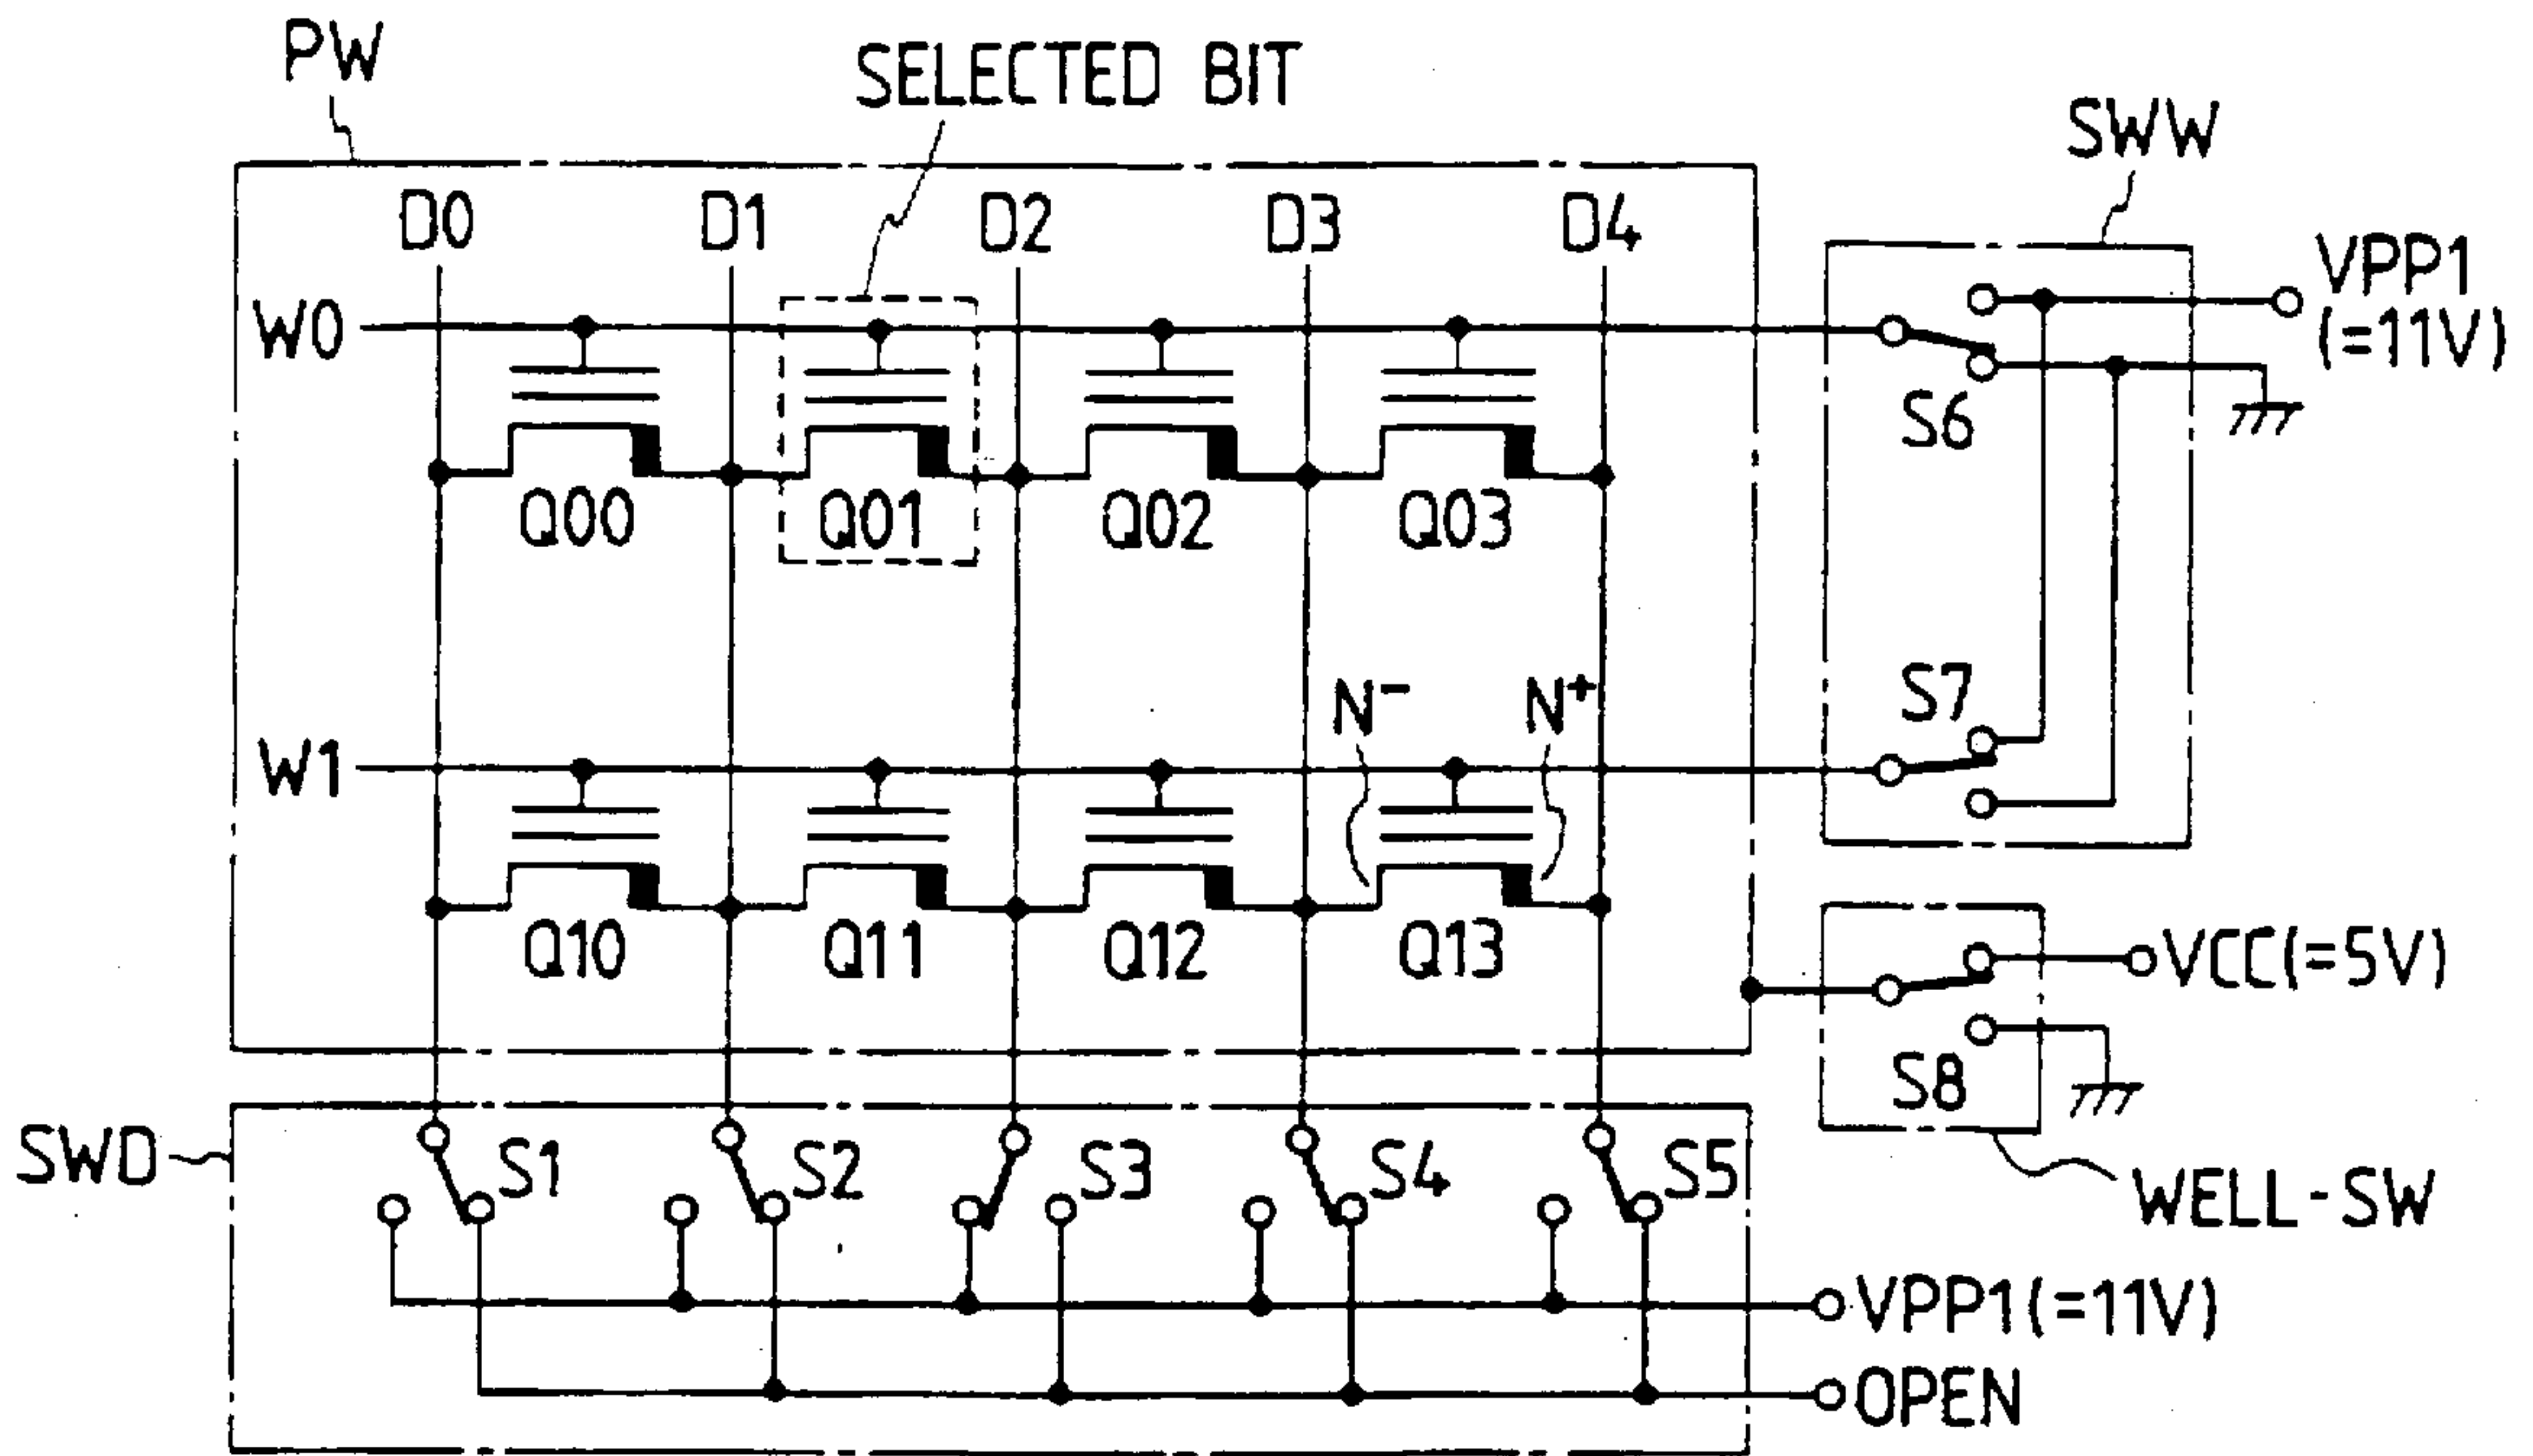 PW
SELECTED BIT
SWW
D0 D1 D2 D3 D4
VPP1
(=11V)
W0
S6
Q00 Q01 Q02 Q03
N⁻ N⁺
S7
W1
Q10 Q11 Q12 Q13
VCC(=5V)
S8
SWD
S1 S2 S3 S4 S5
WELL-SW
VPP1(=11V)
OPEN